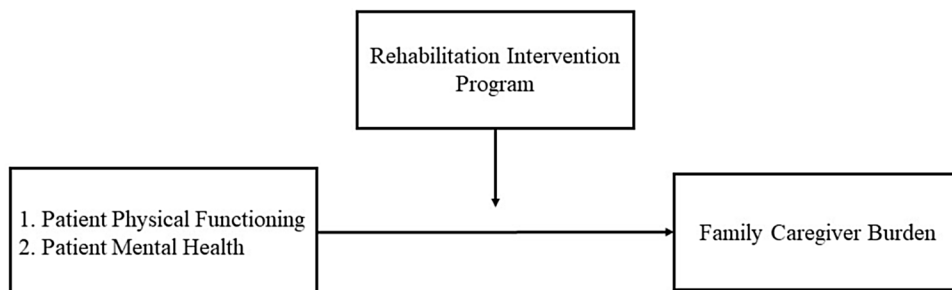 Rehabilitation Intervention
Program
1. Patient Physical Functioning
2. Patient Mental Health
Family Caregiver Burden